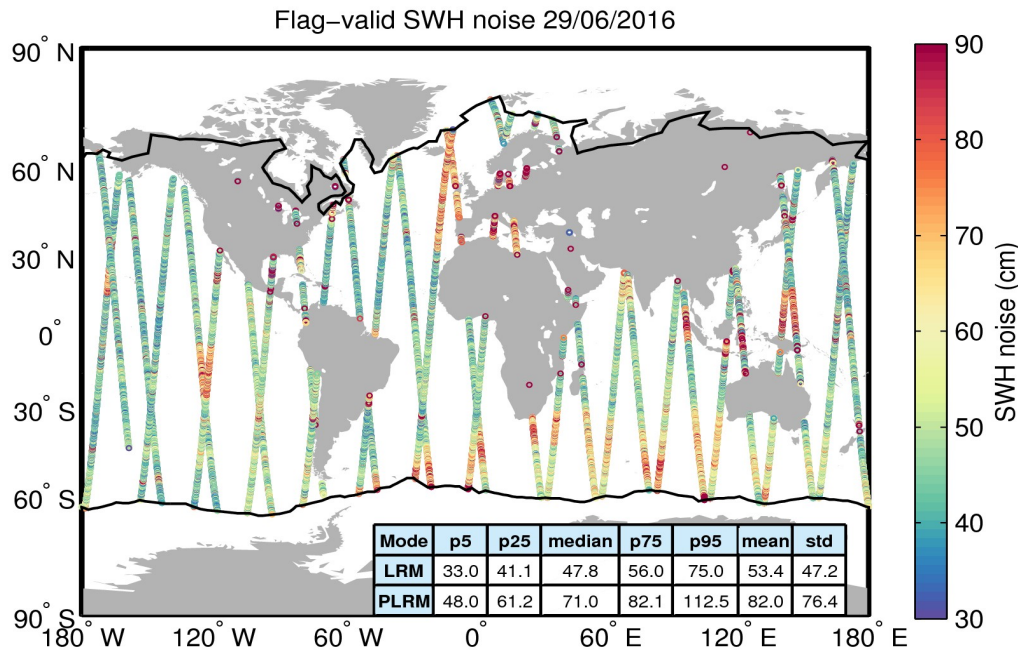 Flag−valid SWH noise 29/06/2016
90° N
60° N
30° N
0°
30° S
60° S
90° S
180° W
120° W
60° W
0°
60° E
120° E
180° E
Mode p5 p25 median p75 p95 mean std
LRM 33.0 41.1 47.8 56.0 75.0 53.4 47.2
PLRM 48.0 61.2 71.0 82.1 112.5 82.0 76.4
90
80
70
60
50
40
30
SWH noise (cm)